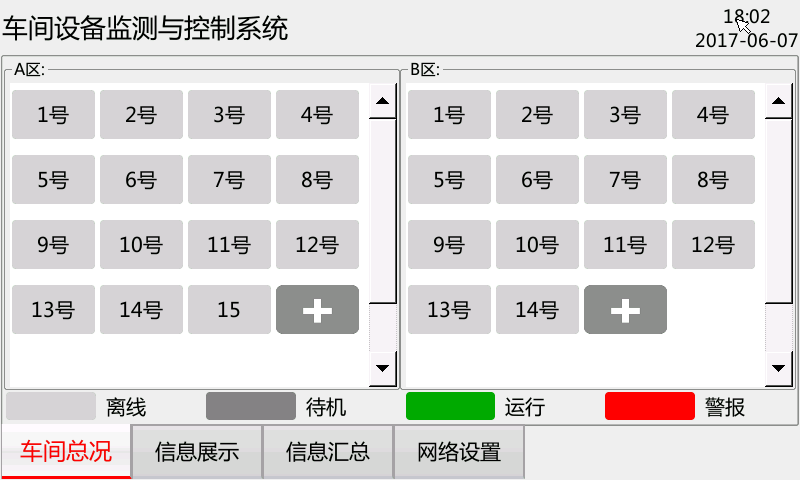 车间设备监测与控制系统
18:02
2017-06-07
A区:
1号 2号 3号 4号
5号 6号 7号 8号
9号 10号 11号 12号
13号 14号 15
B区:
1号 2号 3号 4号
5号 6号 7号 8号
9号 10号 11号 12号
13号 14号
离线 待机 运行 警报
车间总况 信息展示 信息汇总 网络设置